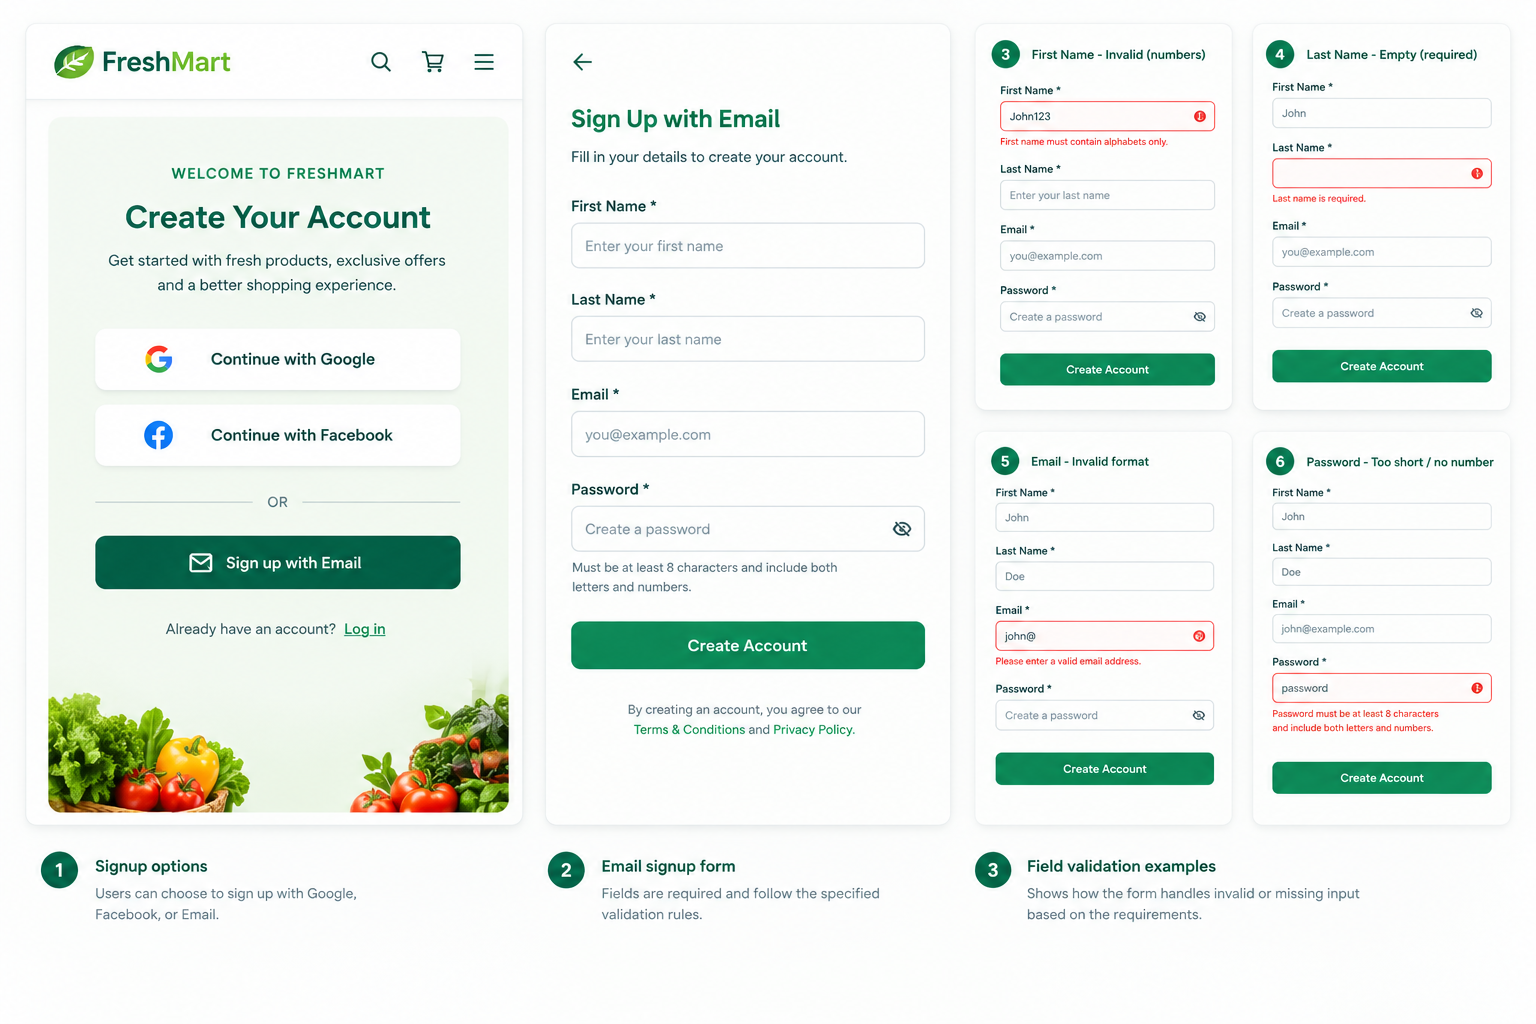 FreshMart
WELCOME TO FRESHMART
Create Your Account
Get started with fresh products, exclusive offers
and a better shopping experience.
Continue with Google
Continue with Facebook
OR
Sign up with Email
Already have an account? Log in
Sign Up with Email
Fill in your details to create your account.
First Name *
Enter your first name
Last Name *
Enter your last name
Email *
you@example.com
Password *
Create a password
Must be at least 8 characters and include both
letters and numbers.
Create Account
By creating an account, you agree to our
Terms & Conditions and Privacy Policy.
3 First Name - Invalid (numbers)
First Name *
John123
First name must contain alphabets only.
Last Name *
Enter your last name
Email *
you@example.com
Password *
Create a password
Create Account
4 Last Name - Empty (required)
First Name *
John
Last Name *
Last name is required.
Email *
you@example.com
Password *
Create a password
Create Account
5 Email - Invalid format
First Name *
John
Last Name *
Doe
Email *
john@
Please enter a valid email address.
Password *
Create a password
Create Account
6 Password - Too short / no number
First Name *
John
Last Name *
Doe
Email *
john@example.com
Password *
password
Password must be at least 8 characters
and include both letters and numbers.
Create Account
1 Signup options
Users can choose to sign up with Google,
Facebook, or Email.
2 Email signup form
Fields are required and follow the specified
validation rules.
3 Field validation examples
Shows how the form handles invalid or missing input
based on the requirements.